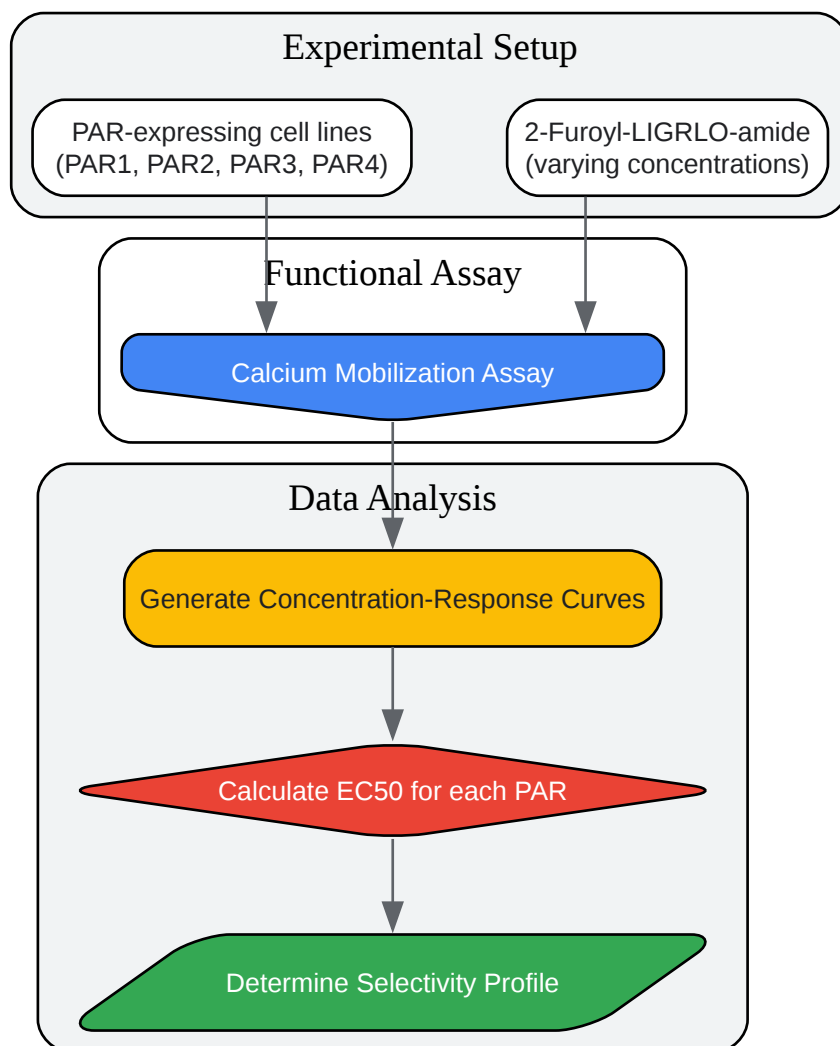 Experimental Setup
PAR-expressing cell lines
(PAR1, PAR2, PAR3, PAR4)
2-Furoyl-LIGRLO-amide
(varying concentrations)
Functional Assay
Calcium Mobilization Assay
Data Analysis
Generate Concentration-Response Curves
Calculate EC50 for each PAR
Determine Selectivity Profile